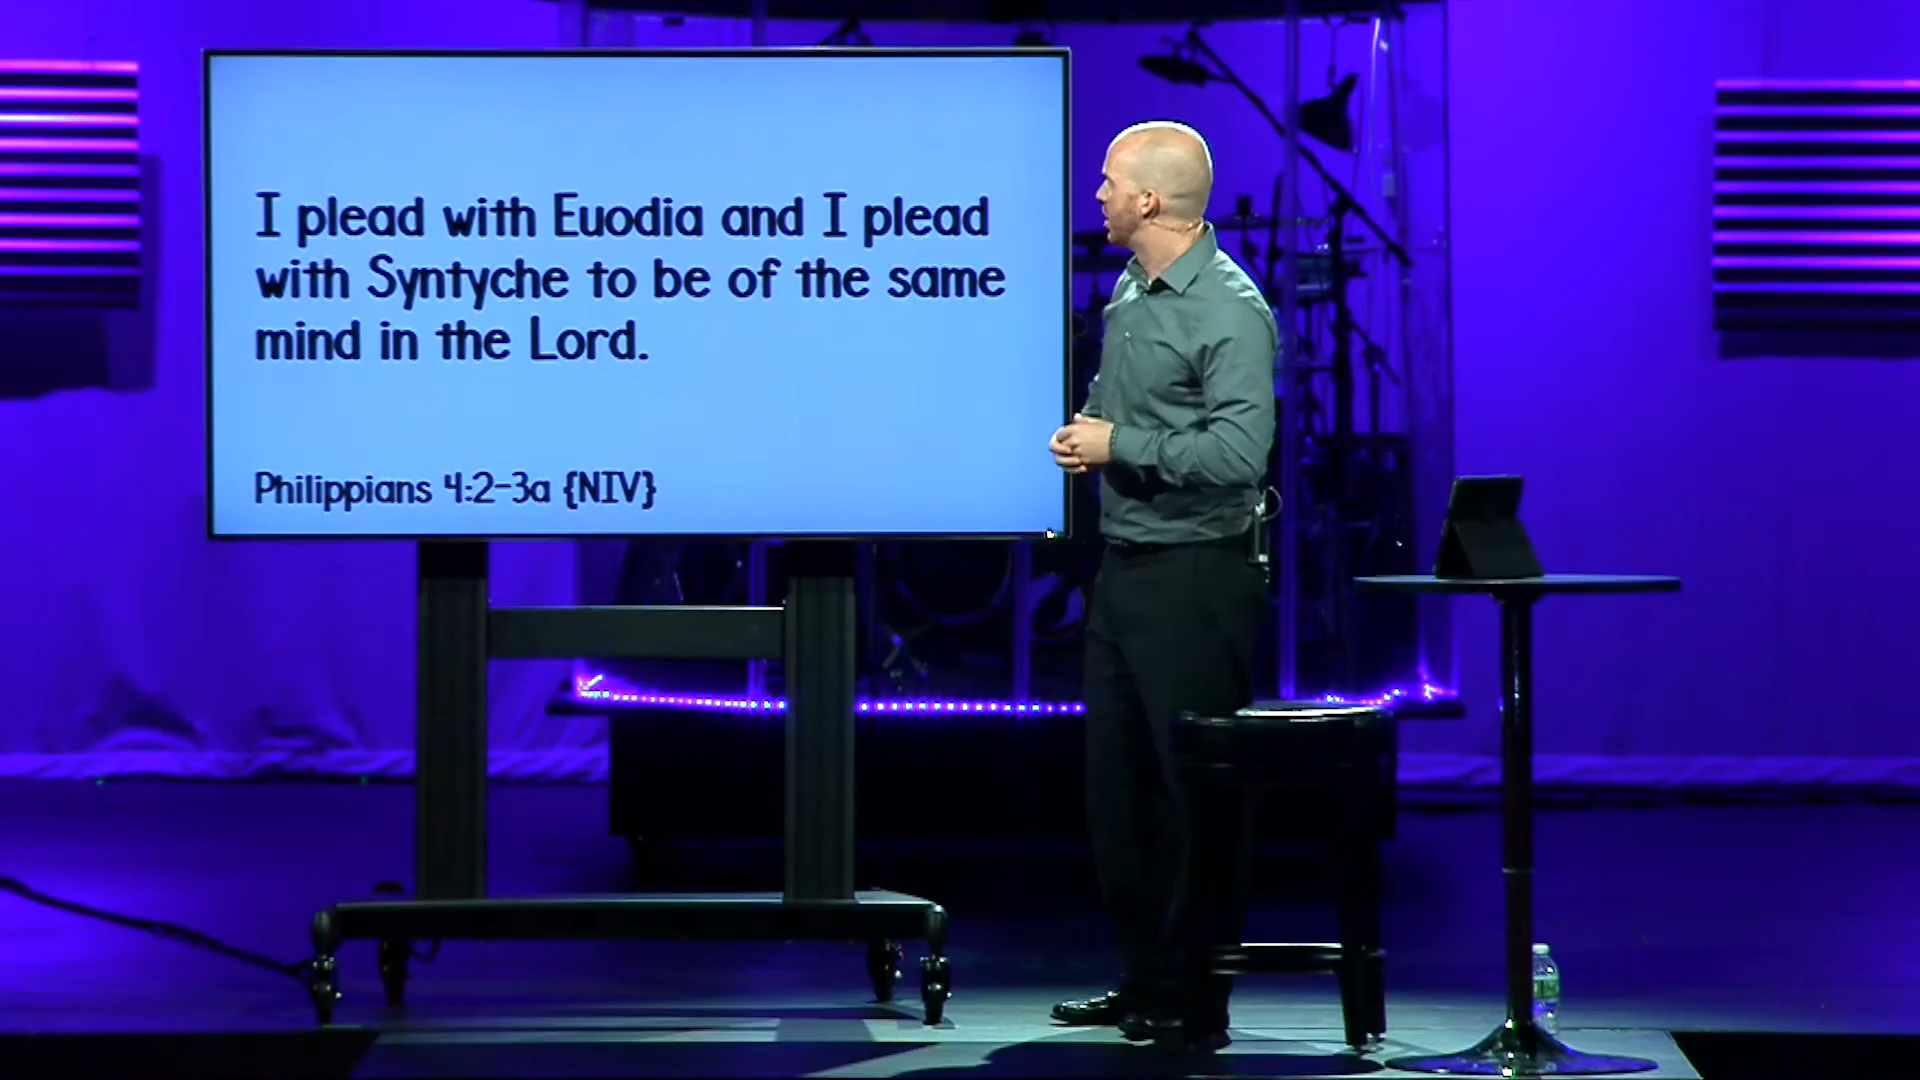 I plead with Euodia and I plead
with Syntyche to be of the same
mind in the Lord.
Philippians 4:2-3a {NIV}